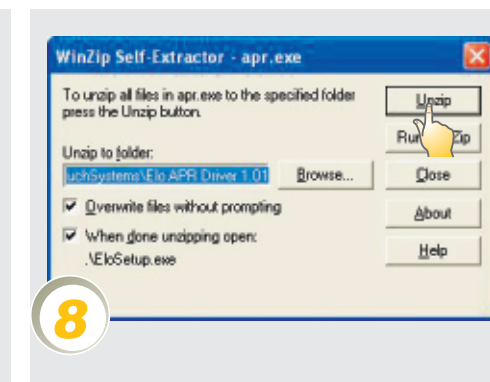 WinZip Self-Extractor - apr.exe
To unzip all files in apr.exe to the specified folder
press the Unzip button.
Unzip
Run Zip
Unzip to folder:
uchSystems\Elo APR Driver 1.01
Browse...
Close
Overwrite files without prompting
About
When done unzipping open:
.\EloSetup.exe
Help
8